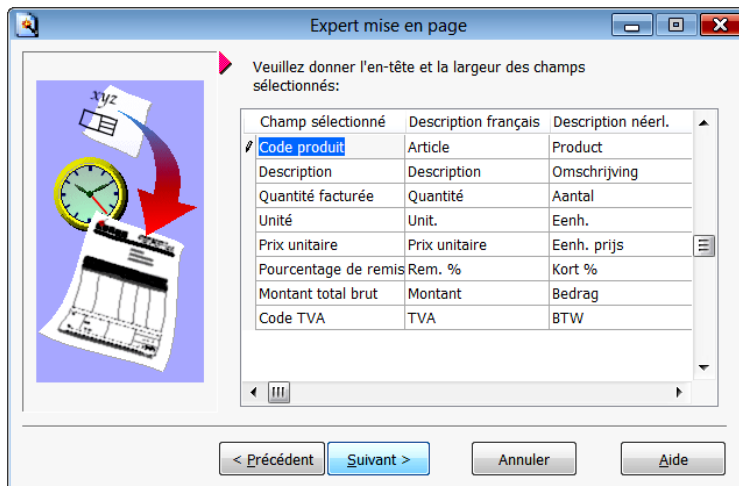 Expert mise en page
xyz
Veuillez donner l'en-tête et la largeur des champs
sélectionnés:
Champ sélectionné Description français Description néerl.
Code produit Article Product
Description Description Omschrijving
Quantité facturée Quantité Aantal
Unité Unit. Eenh.
Prix unitaire Prix unitaire Eenh. prijs
Pourcentage de remis Rem. % Kort %
Montant total brut Montant Bedrag
Code TVA TVA BTW
< Précédent Suivant > Annuler Aide